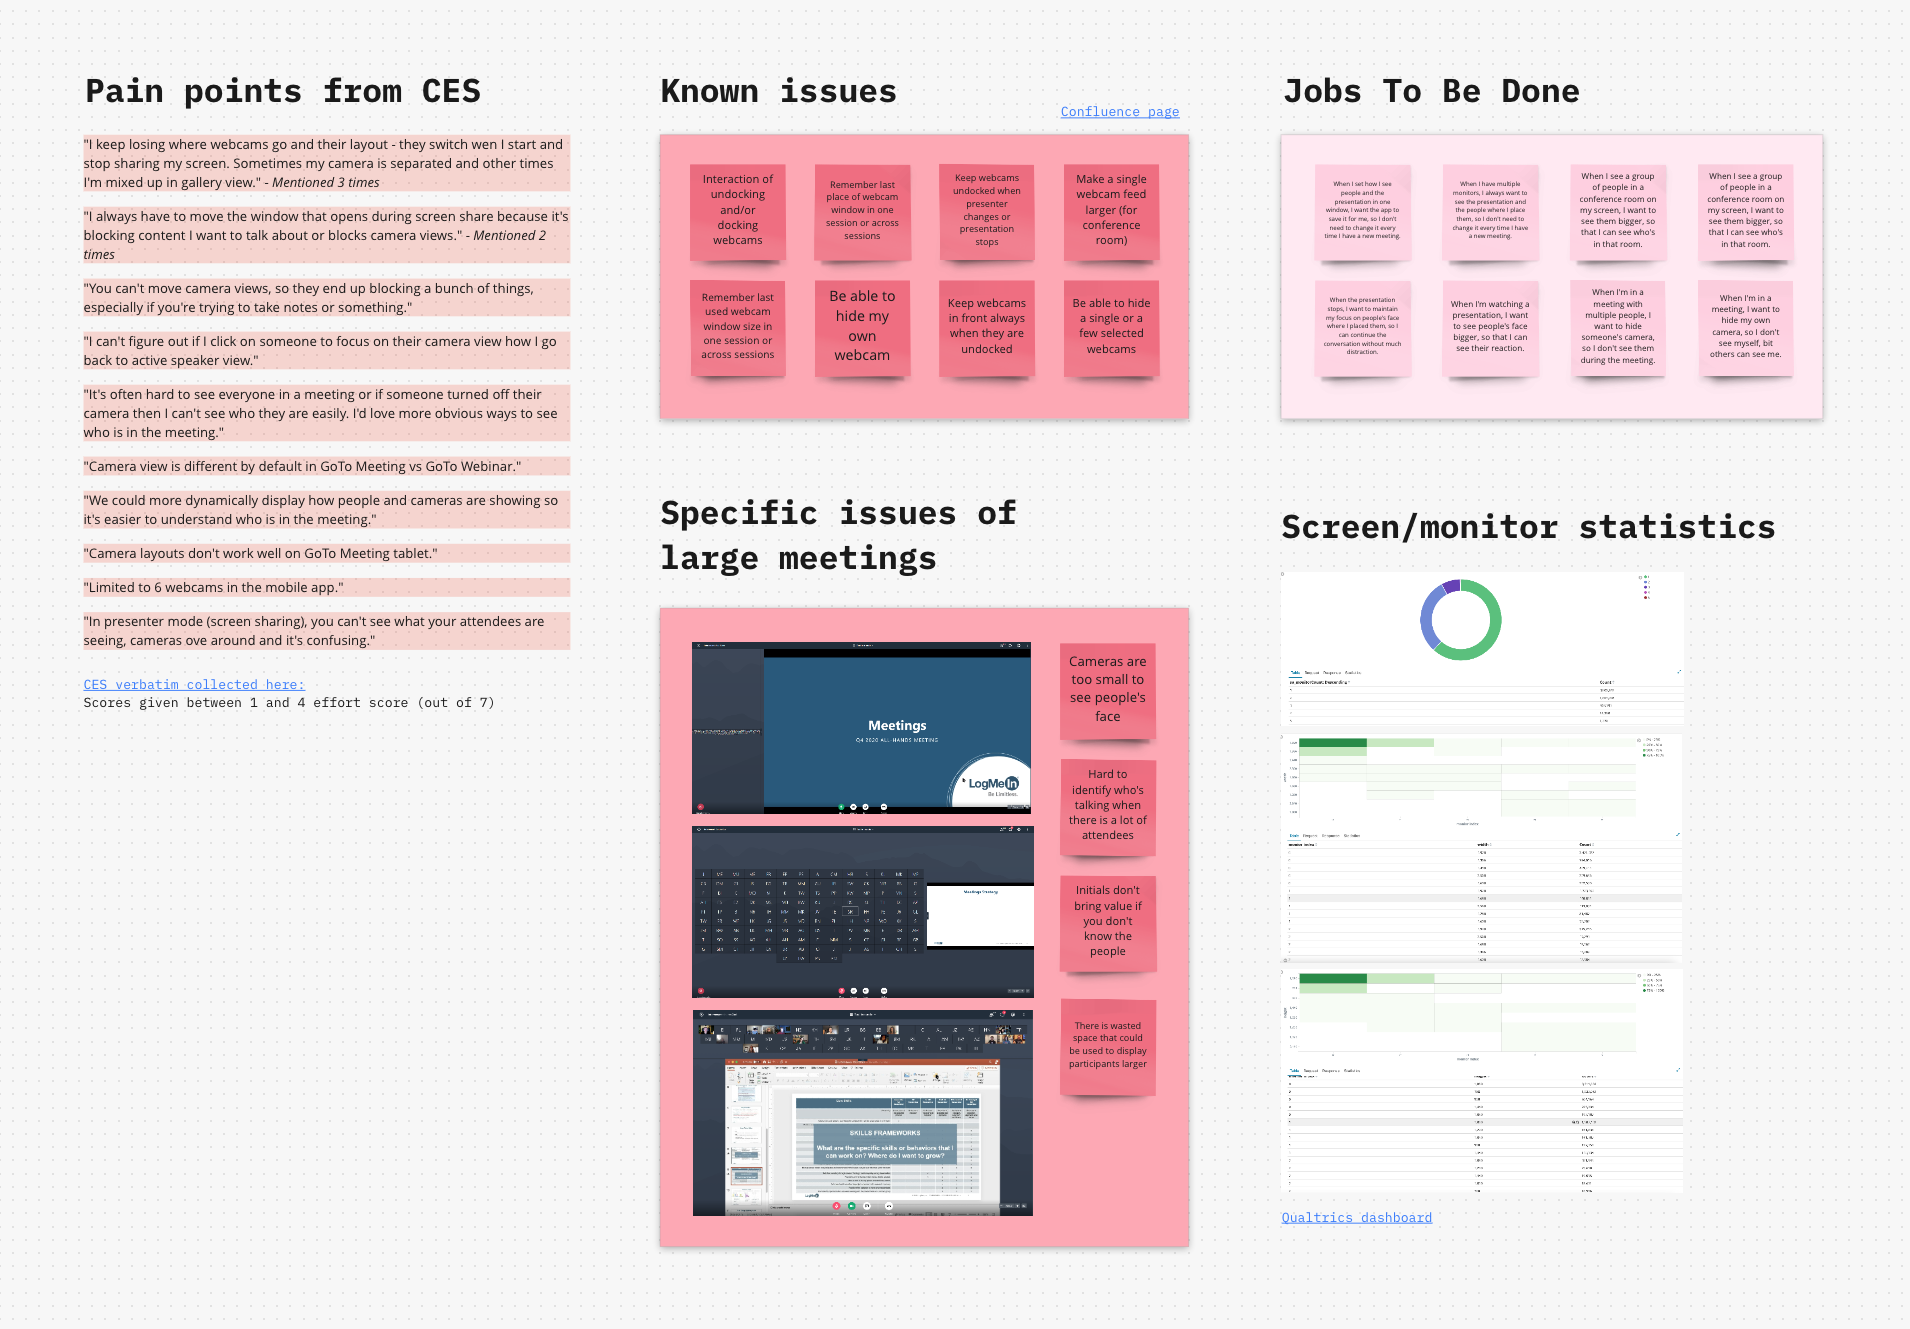 Pain points from CES
"I keep losing where webcams go and their layout - they switch wen I start and
stop sharing my screen. Sometimes my camera is separated and other times
I'm mixed up in gallery view." - Mentioned 3 times
"I always have to move the window that opens during screen share because it's
blocking content I want to talk about or blocks camera views." - Mentioned 2
times
"You can't move camera views, so they end up blocking a bunch of things,
especially if you're trying to take notes or something."
"I can't figure out if I click on someone to focus on their camera view how I go
back to active speaker view."
"It's often hard to see everyone in a meeting or if someone turned off their
camera then I can't see who they are easily. I'd love more obvious ways to see
who is in the meeting."
"Camera view is different by default in GoTo Meeting vs GoTo Webinar."
"We could more dynamically display how people and cameras are showing so
it's easier to understand who is in the meeting."
"Camera layouts don't work well on GoTo Meeting tablet."
"Limited to 6 webcams in the mobile app."
"In presenter mode (screen sharing), you can't see what your attendees are
seeing, cameras ove around and it's confusing."
CES verbatim collected here:
Scores given between 1 and 4 effort score (out of 7)
Known issues
Confluence page
Interaction of
undocking
and/or
docking
webcams
Remember last
place of webcam
window in one
session or across
sessions
Keep webcams
undocked when
presenter
changes or
presentation
stops
Make a single
webcam feed
larger (for
conference
room)
Remember last
used webcam
window size in
one session or
across sessions
Be able to
hide my
own
webcam
Keep webcams
in front always
when they are
undocked
Be able to hide
a single or a
few selected
webcams
Jobs To Be Done
When I set how I see
people and the
presentation in one
window, I want the app to
save it for me, so I don't
need to change it every
time I have a new meeting.
When I have multiple
monitors, I always want to
see the presentation and
the people where I place
them, so I don't need to
change it every time I have
a new meeting.
When I see a group
of people in a
conference room on
my screen, I want to
see them bigger, so
that I can see who's
in that room.
When I see a group
of people in a
conference room on
my screen, I want to
see them bigger, so
that I can see who's
in that room.
When the presentation
stops, I want to maintain
my focus on people's face
where I placed them, so I
can continue the
conversation without much
distraction.
When I'm watching a
presentation, I want
to see people's face
bigger, so that I can
see their reaction.
When I'm in a
meeting with
multiple people, I
want to hide
someone's camera,
so I don't see them
during the meeting.
When I'm in a
meeting, I want to
hide my own
camera, so I don't
see myself, bit
others can see me.
Specific issues of
large meetings
Meetings
Q4 2020 ALL-HANDS MEETING
LogMeIn
Be Limitless.
Meetings Strategy
SKILLS FRAMEWORKS
What are the specific skills or behaviors that I
can work on? Where do I want to grow?
LogMeIn
Cameras are
too small to
see people's
face
Hard to
identify who's
talking when
there is a lot of
attendees
Initials don't
bring value if
you don't
know the
people
There is wasted
space that could
be used to display
participants larger
Screen/monitor statistics
Table Request Response Statistics
Count
Table Request Response Statistics
width Count
Table Request Response Statistics
Qualtrics dashboard